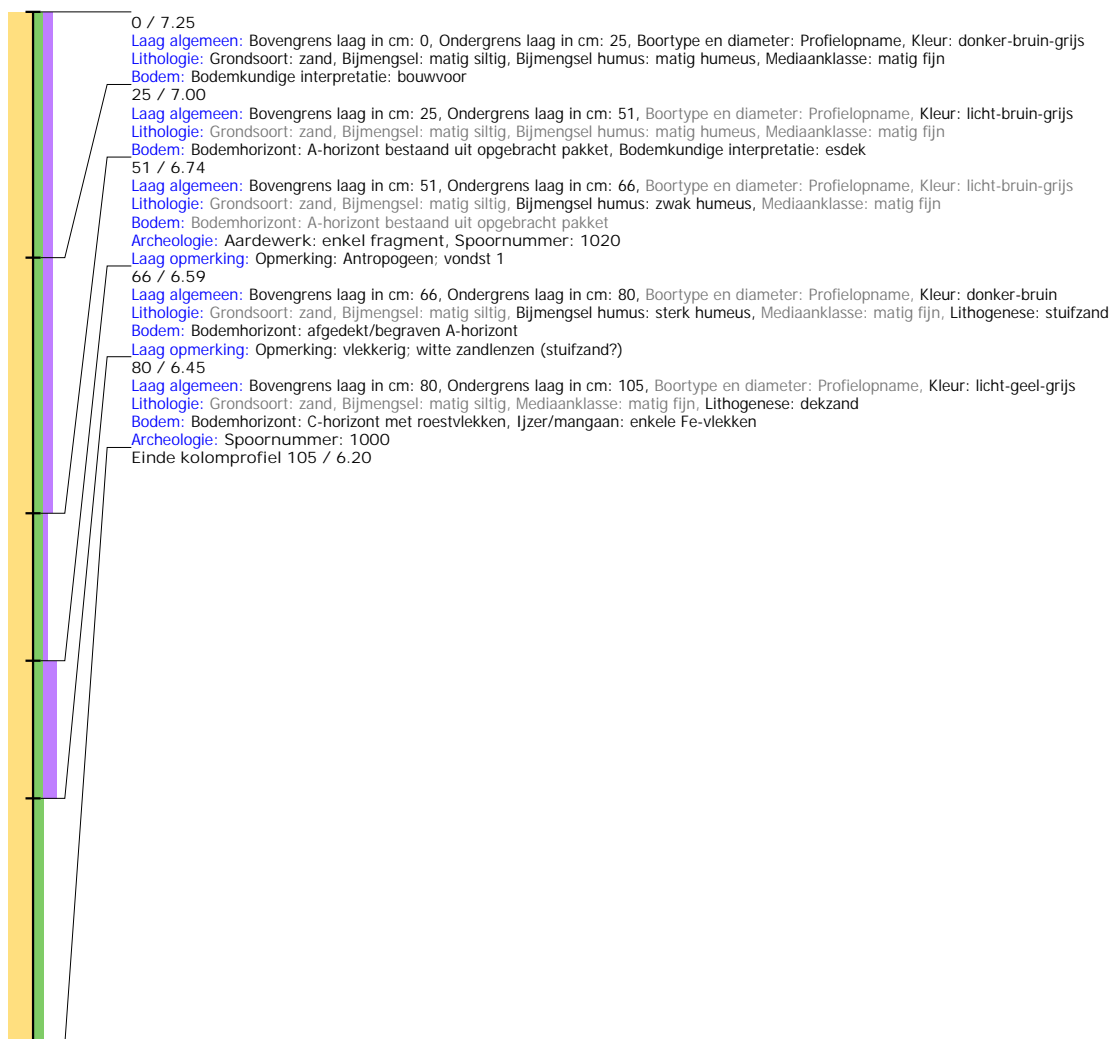 0 / 7.25
Laag algemeen: Bovengrens laag in cm: 0, Ondergrens laag in cm: 25, Boortype en diameter: Profielopname, Kleur: donker-bruin-grijs
Lithologie: Grondsoort: zand, Bijmengsel: matig siltig, Bijmengsel humus: matig humeus, Mediaanklasse: matig fijn
Bodem: Bodemkundige interpretatie: bouwvoor
25 / 7.00
Laag algemeen: Bovengrens laag in cm: 25, Ondergrens laag in cm: 51, Boortype en diameter: Profielopname, Kleur: licht-bruin-grijs
Lithologie: Grondsoort: zand, Bijmengsel: matig siltig, Bijmengsel humus: matig humeus, Mediaanklasse: matig fijn
Bodem: Bodemhorizont: A-horizont bestaand uit opgebracht pakket, Bodemkundige interpretatie: esdek
51 / 6.74
Laag algemeen: Bovengrens laag in cm: 51, Ondergrens laag in cm: 66, Boortype en diameter: Profielopname, Kleur: licht-bruin-grijs
Lithologie: Grondsoort: zand, Bijmengsel: matig siltig, Bijmengsel humus: zwak humeus, Mediaanklasse: matig fijn
Bodem: Bodemhorizont: A-horizont bestaand uit opgebracht pakket
Archeologie: Aardewerk: enkel fragment, Spoornummer: 1020
Laag opmerking: Opmerking: Antropogeen; vondst 1
66 / 6.59
Laag algemeen: Bovengrens laag in cm: 66, Ondergrens laag in cm: 80, Boortype en diameter: Profielopname, Kleur: donker-bruin
Lithologie: Grondsoort: zand, Bijmengsel: matig siltig, Bijmengsel humus: sterk humeus, Mediaanklasse: matig fijn, Lithogenese: stuifzand
Bodem: Bodemhorizont: afgedekt/begraven A-horizont
Laag opmerking: Opmerking: vlekkerig; witte zandlenzen (stuifzand?)
80 / 6.45
Laag algemeen: Bovengrens laag in cm: 80, Ondergrens laag in cm: 105, Boortype en diameter: Profielopname, Kleur: licht-geel-grijs
Lithologie: Grondsoort: zand, Bijmengsel: matig siltig, Mediaanklasse: matig fijn, Lithogenese: dekzand
Bodem: Bodemhorizont: C-horizont met roestvlekken, Ijzer/mangaan: enkele Fe-vlekken
Archeologie: Spoornummer: 1000
Einde kolomprofiel 105 / 6.20